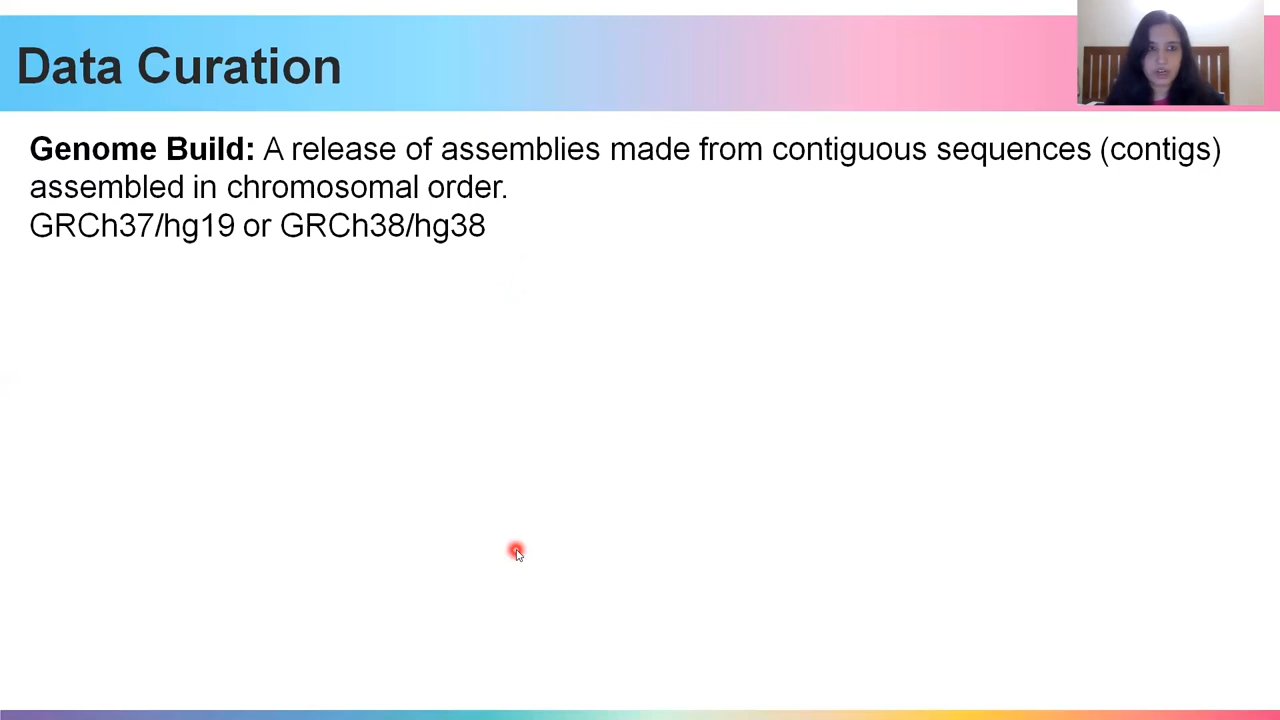 Data Curation
Genome Build: A release of assemblies made from contiguous sequences (contigs)
assembled in chromosomal order.
GRCh37/hg19 or GRCh38/hg38